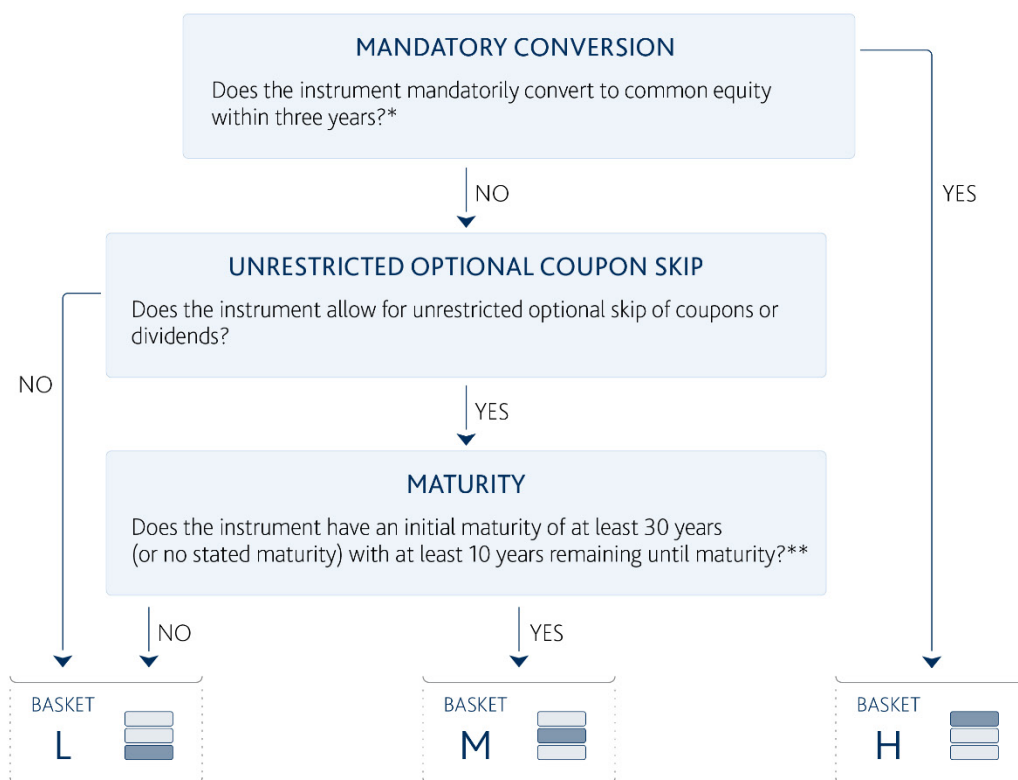 MANDATORY CONVERSION
Does the instrument mandatorily convert to common equity
within three years?*
NO
YES
UNRESTRICTED OPTIONAL COUPON SKIP
Does the instrument allow for unrestricted optional skip of coupons or
dividends?
NO
YES
MATURITY
Does the instrument have an initial maturity of at least 30 years
(or no stated maturity) with at least 10 years remaining until maturity?**
NO
YES
BASKET
L
BASKET
M
BASKET
H